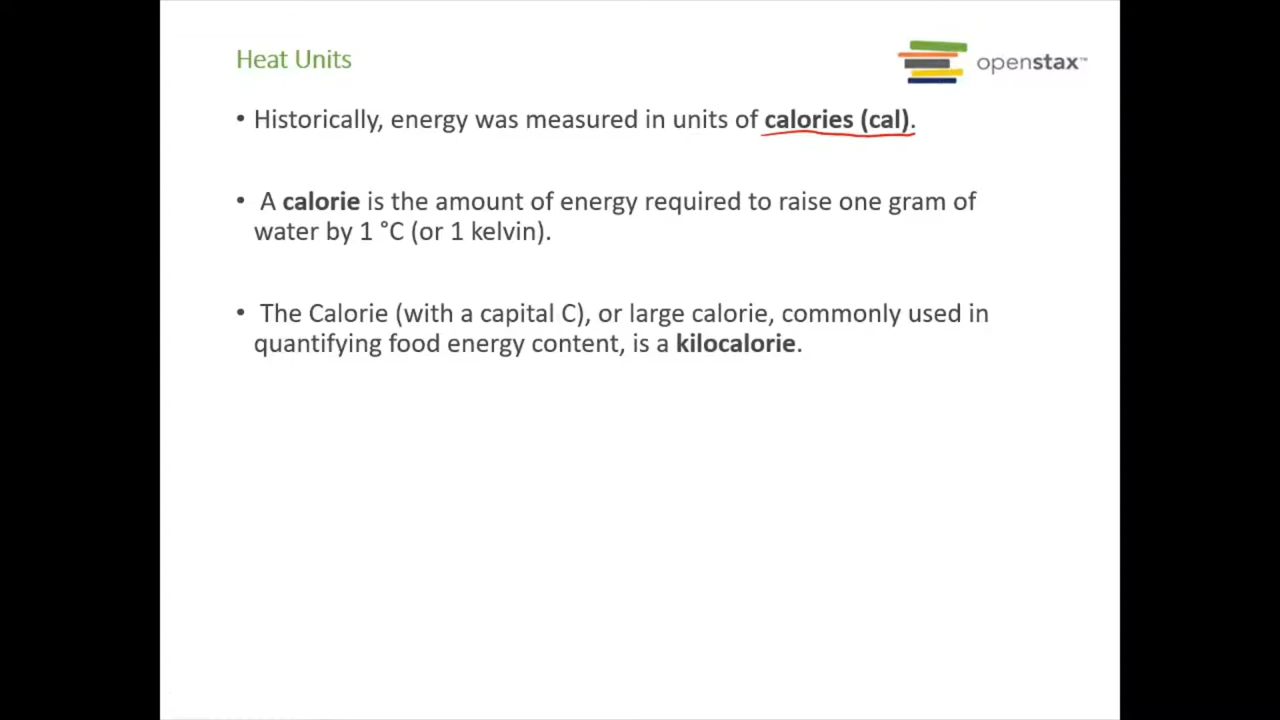 Heat Units
openstax™
• Historically, energy was measured in units of calories (cal).
• A calorie is the amount of energy required to raise one gram of
water by 1 °C (or 1 kelvin).
• The Calorie (with a capital C), or large calorie, commonly used in
quantifying food energy content, is a kilocalorie.